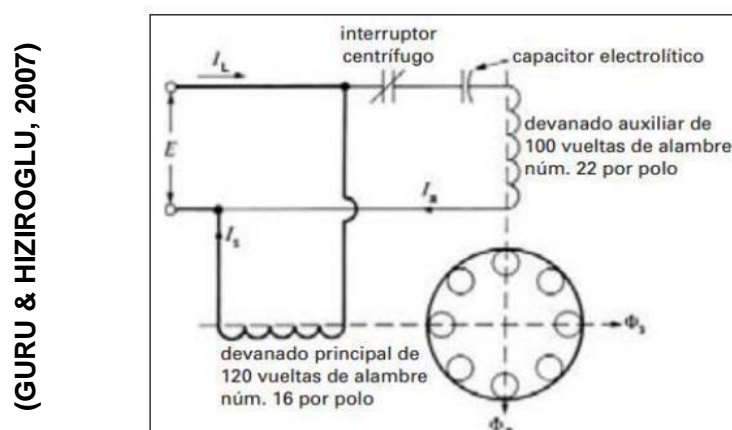 (GURU & HIZIROGLU, 2007)
interruptor
centrífugo
capacitor electrolítico
I_L
E
devanado auxiliar de
100 vueltas de alambre
núm. 22 por polo
I_a
I_s
devanado principal de
120 vueltas de alambre
núm. 16 por polo
Φ_s